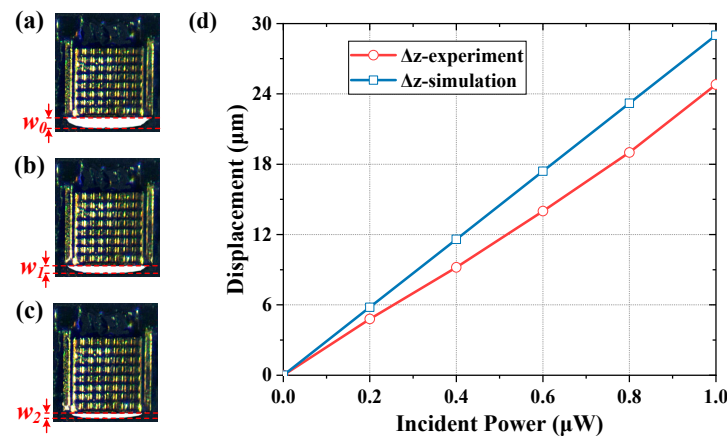 (a)
w0
(b)
w1
(c)
w2
(d)
30
24
18
12
6
0
Displacement (μm)
Δz-experiment
Δz-simulation
0.0 0.2 0.4 0.6 0.8 1.0
Incident Power (μW)